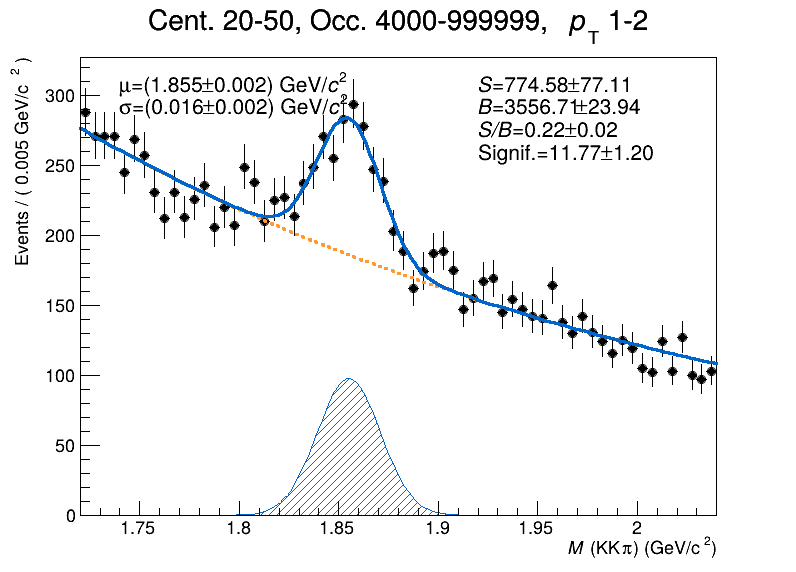 Cent. 20-50, Occ. 4000-999999, p_T 1-2
μ=(1.855±0.002) GeV/c²
σ=(0.016±0.002) GeV/c²
S=774.58±77.11
B=3556.71±23.94
S/B=0.22±0.02
Signif.=11.77±1.20
Events / ( 0.005 GeV/c ² )
300
250
200
150
100
50
0
1.75 1.8 1.85 1.9 1.95 2
M (KKπ) (GeV/c²)